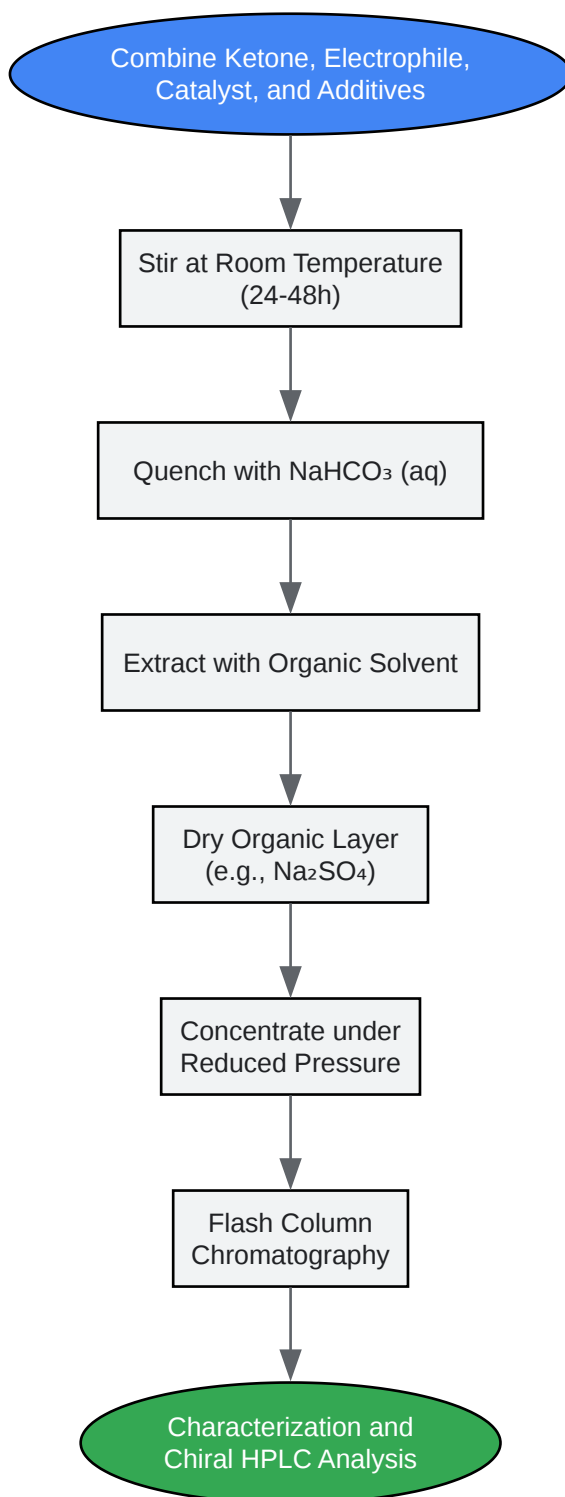 Combine Ketone, Electrophile,
Catalyst, and Additives
Stir at Room Temperature
(24-48h)
Quench with NaHCO₃ (aq)
Extract with Organic Solvent
Dry Organic Layer
(e.g., Na₂SO₄)
Concentrate under
Reduced Pressure
Flash Column
Chromatography
Characterization and
Chiral HPLC Analysis